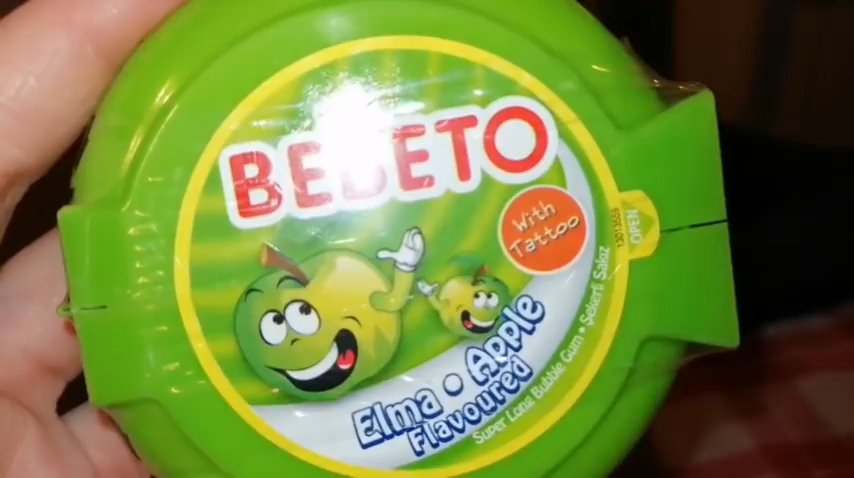 BEBETO
With
Tattoo
OPEN
Elma • Apple
Flavoured
Super Long Bubble Gum • Şekerli Sakız